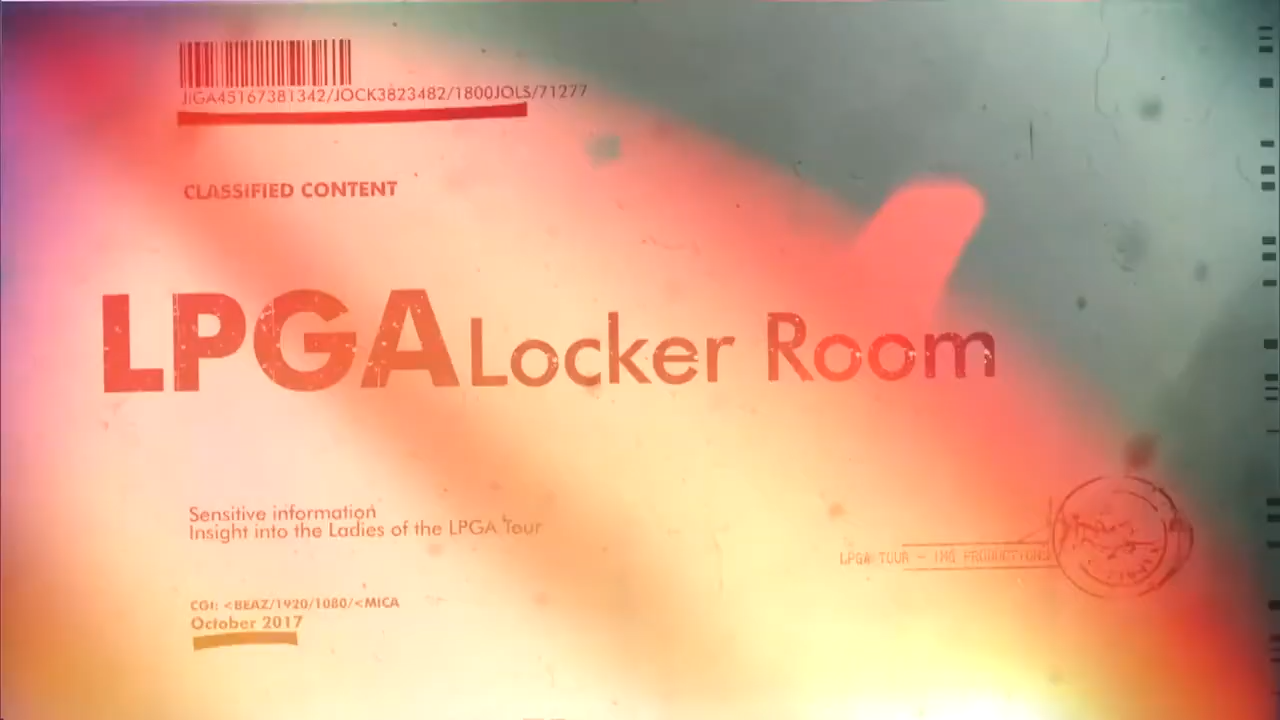 JIGA45167381342/JOCK3823482/1800JOLS/71277
CLASSIFIED CONTENT
LPGA Locker Room
Sensitive information
Insight into the Ladies of the LPGA Tour
LPGA TOUR - IMG PRODUCTIONS
CGI: <BEAZ/1920/1080/<MICA
October 2017